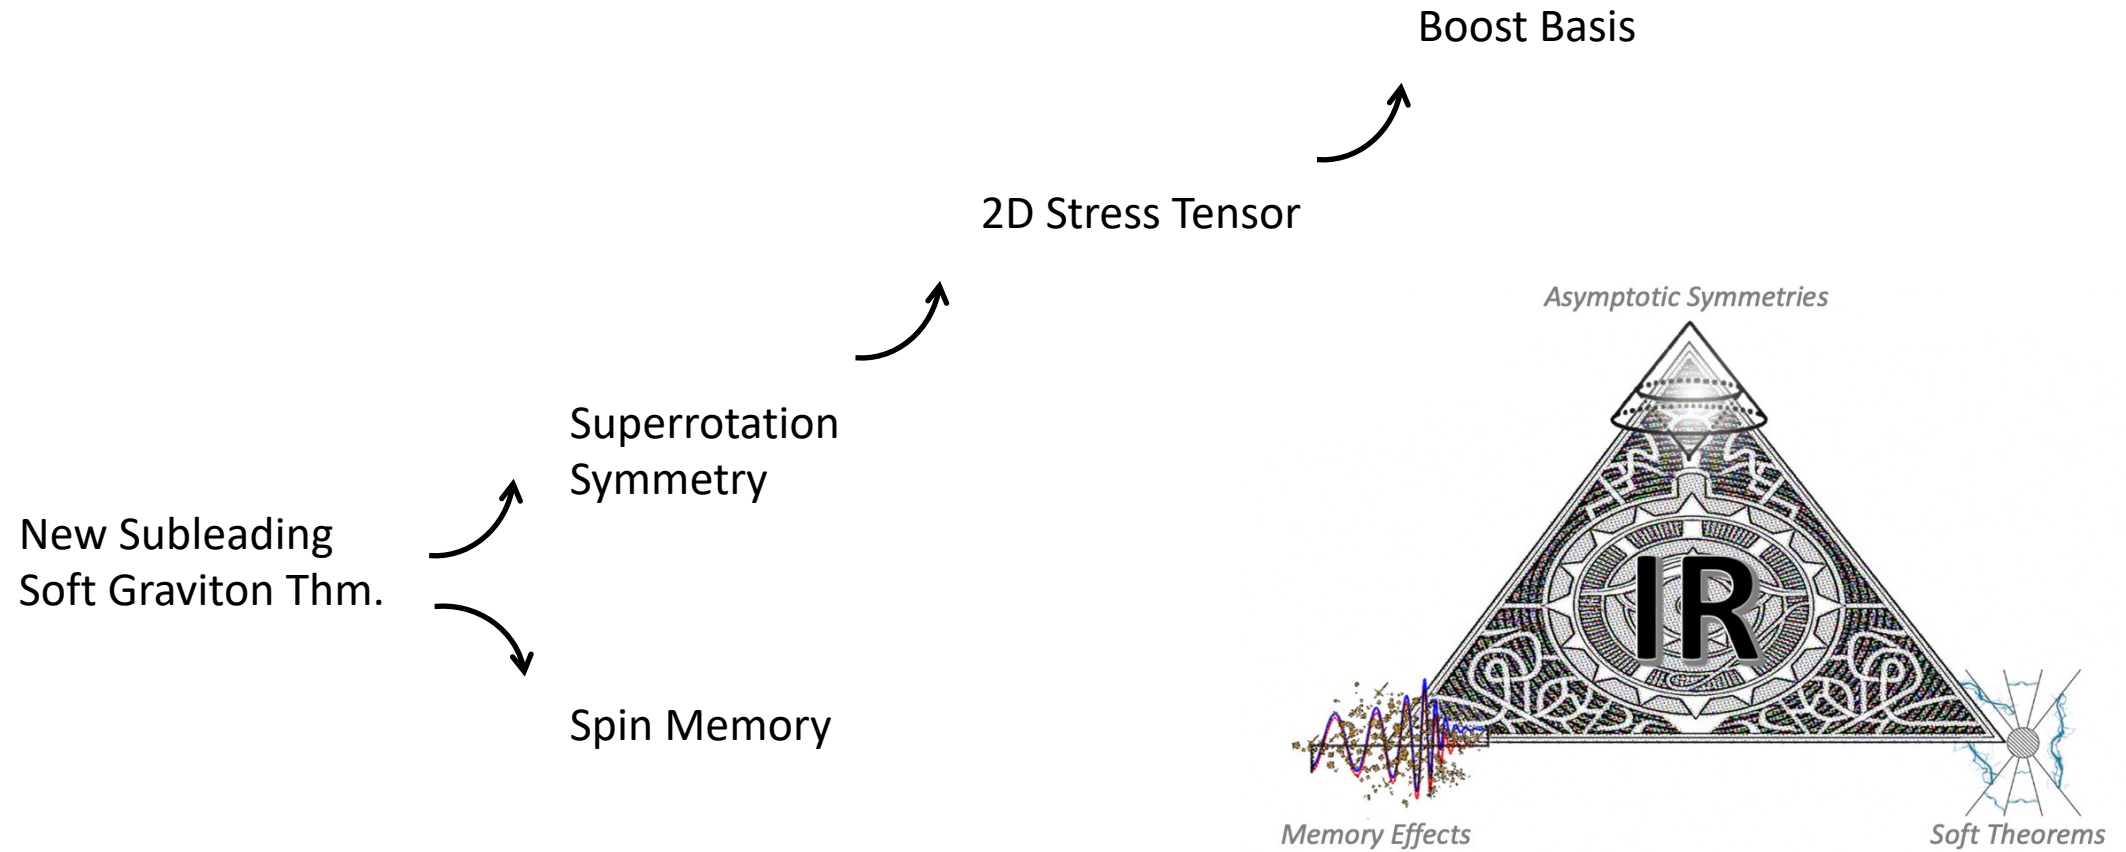 Boost Basis
2D Stress Tensor
Asymptotic Symmetries
Superrotation
Symmetry
New Subleading
Soft Graviton Thm.
IR
Spin Memory
Memory Effects
Soft Theorems